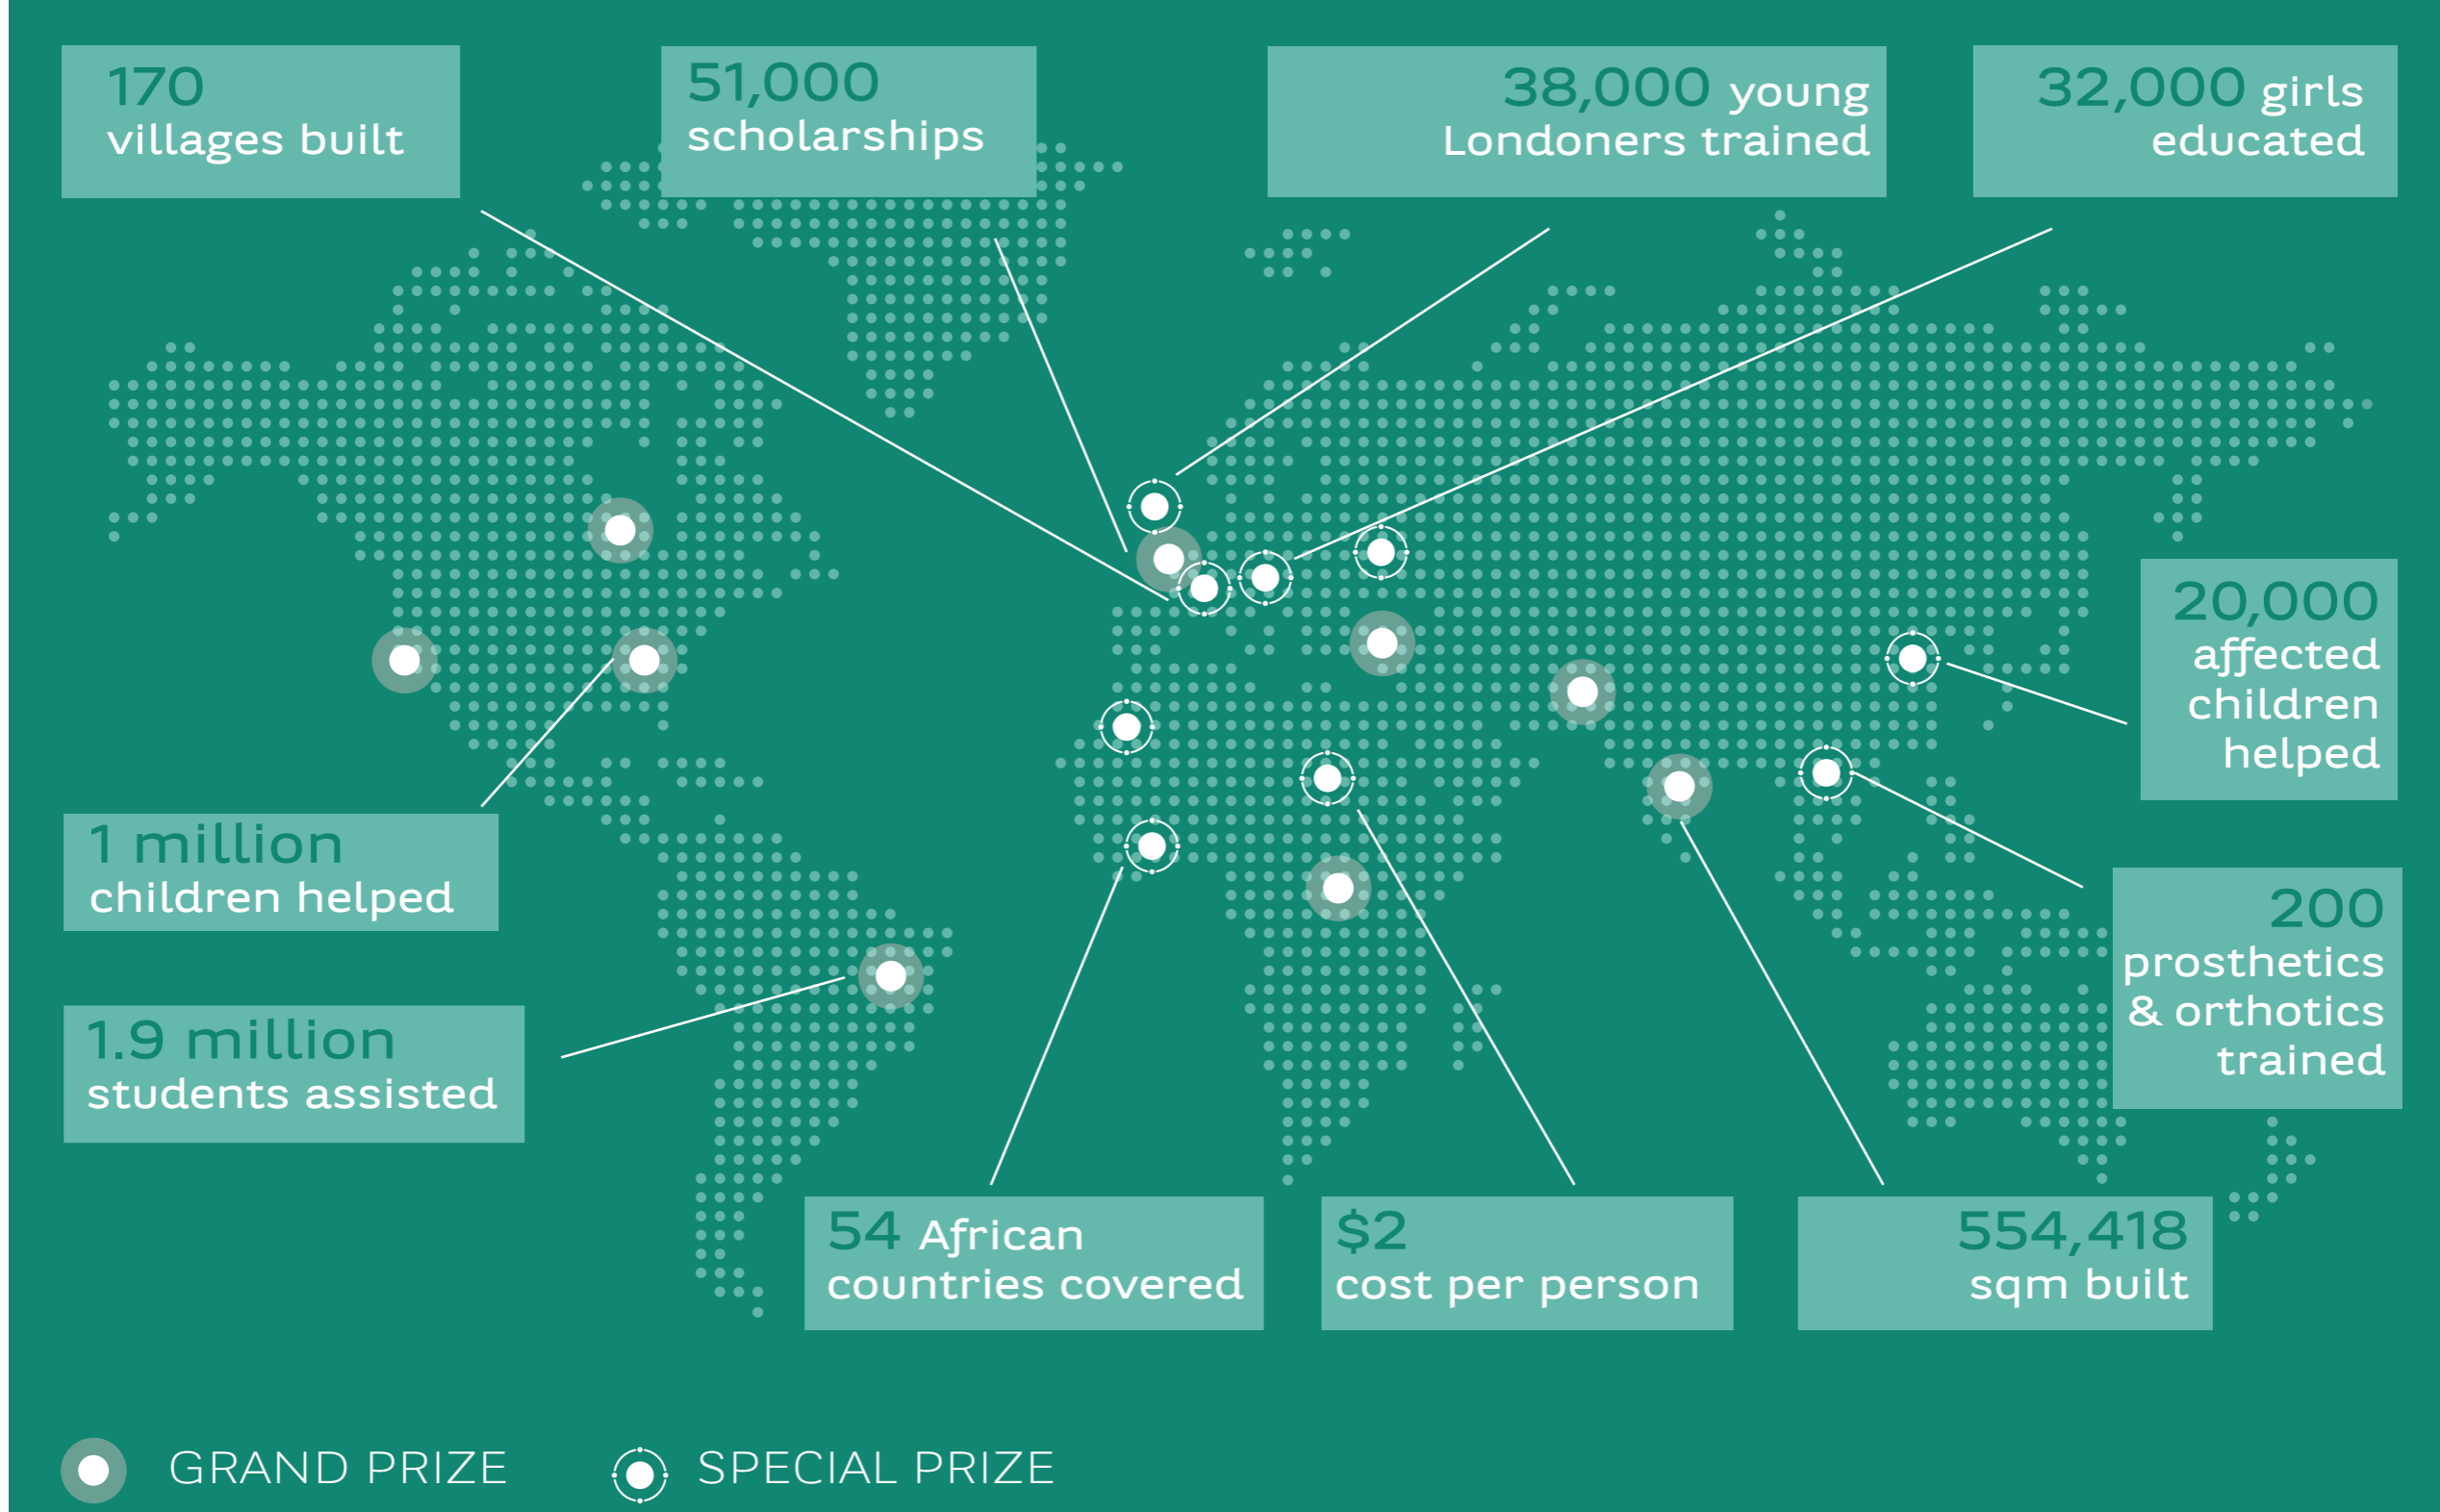 170
villages built
51,000
scholarships
38,000 young
Londoners trained
32,000 girls
educated
20,000
affected
children
helped
1 million
children helped
200
prosthetics
& orthotics
trained
1.9 million
students assisted
54 African
countries covered
$2
cost per person
554,418
sqm built
GRAND PRIZE
SPECIAL PRIZE